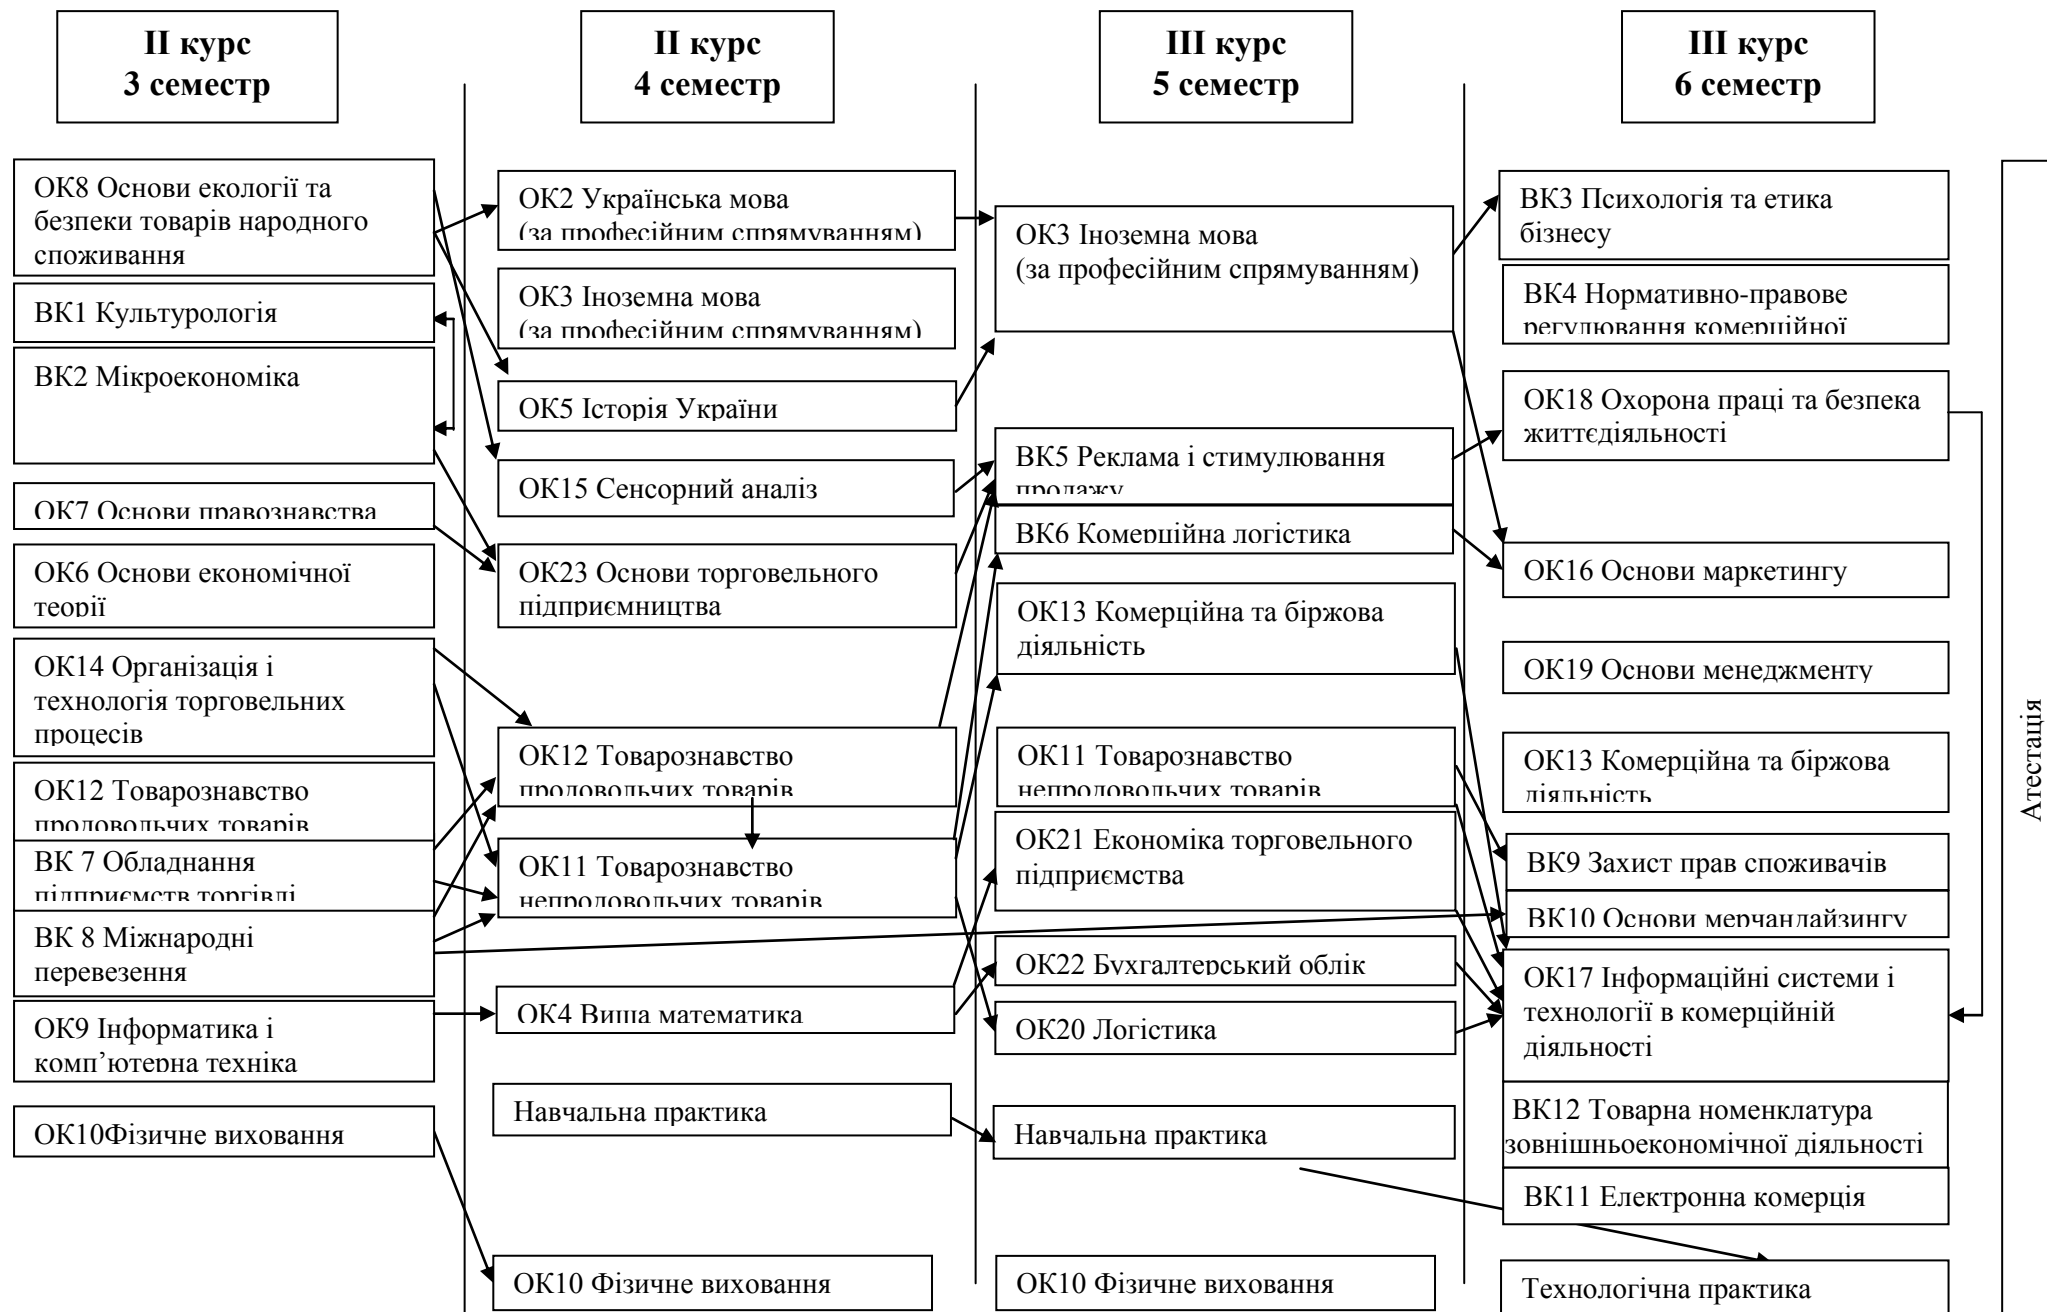 ІІ курс
3 семестр
ІІ курс
4 семестр
ІІІ курс
5 семестр
ІІІ курс
6 семестр
ОК8 Основи екології та
безпеки товарів народного
споживання
ВК1 Культурологія
ВК2 Мікроекономіка
ОК7 Основи правознавства
ОК6 Основи економічної
теорії
ОК14 Організація і
технологія торговельних
процесів
ОК12 Товарознавство
продовольчих товарів
ВК 7 Обладнання
підприємств торгівлі
ВК 8 Міжнародні
перевезення
ОК9 Інформатика і
комп’ютерна техніка
ОК10Фізичне виховання
ОК2 Українська мова
(за професійним спрямуванням)
ОК3 Іноземна мова
(за професійним спрямуванням)
ОК5 Історія України
ОК15 Сенсорний аналіз
ОК23 Основи торговельного
підприємництва
ОК12 Товарознавство
продовольчих товарів
ОК11 Товарознавство
непродовольчих товарів
ОК4 Вища математика
Навчальна практика
ОК10 Фізичне виховання
ОК3 Іноземна мова
(за професійним спрямуванням)
ВК5 Реклама і стимулювання
продажу
ВК6 Комерційна логістика
ОК13 Комерційна та біржова
діяльність
ОК11 Товарознавство
непродовольчих товарів
ОК21 Економіка торговельного
підприємства
ОК22 Бухгалтерський облік
ОК20 Логістика
Навчальна практика
ОК10 Фізичне виховання
ВК3 Психологія та етика
бізнесу
ВК4 Нормативно-правове
регулювання комерційної
ОК18 Охорона праці та безпека
життєдіяльності
ОК16 Основи маркетингу
ОК19 Основи менеджменту
ОК13 Комерційна та біржова
діяльність
ВК9 Захист прав споживачів
ВК10 Основи мерчандайзингу
ОК17 Інформаційні системи і
технології в комерційній
діяльності
ВК12 Товарна номенклатура
зовнішньоекономічної діяльності
ВК11 Електронна комерція
Технологічна практика
Атестація